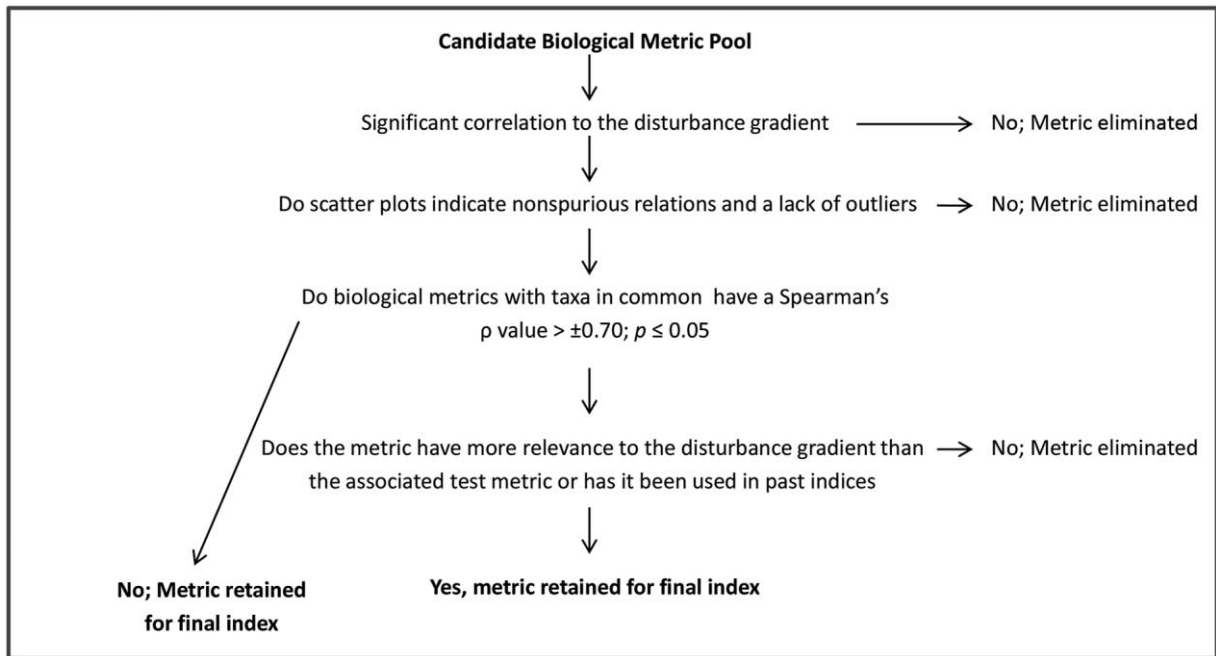 Candidate Biological Metric Pool
Significant correlation to the disturbance gradient
No; Metric eliminated
Do scatter plots indicate nonspurious relations and a lack of outliers
No; Metric eliminated
Do biological metrics with taxa in common have a Spearman's
ρ value > ±0.70; p ≤ 0.05
Does the metric have more relevance to the disturbance gradient than
the associated test metric or has it been used in past indices
No; Metric eliminated
No; Metric retained
for final index
Yes, metric retained for final index